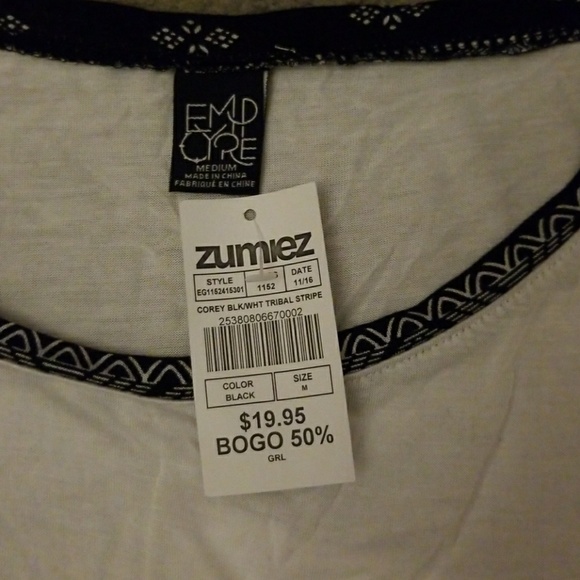 EMPYRE
MEDIUM
MADE IN CHINA
FABRIQUÉ EN CHINE
zumiez
STYLE
EG1152415301
1152
DATE
11/16
COREY BLK/WHT TRIBAL STRIPE
25380806670002
COLOR
BLACK
SIZE
M
$19.95
BOGO 50%
GRL